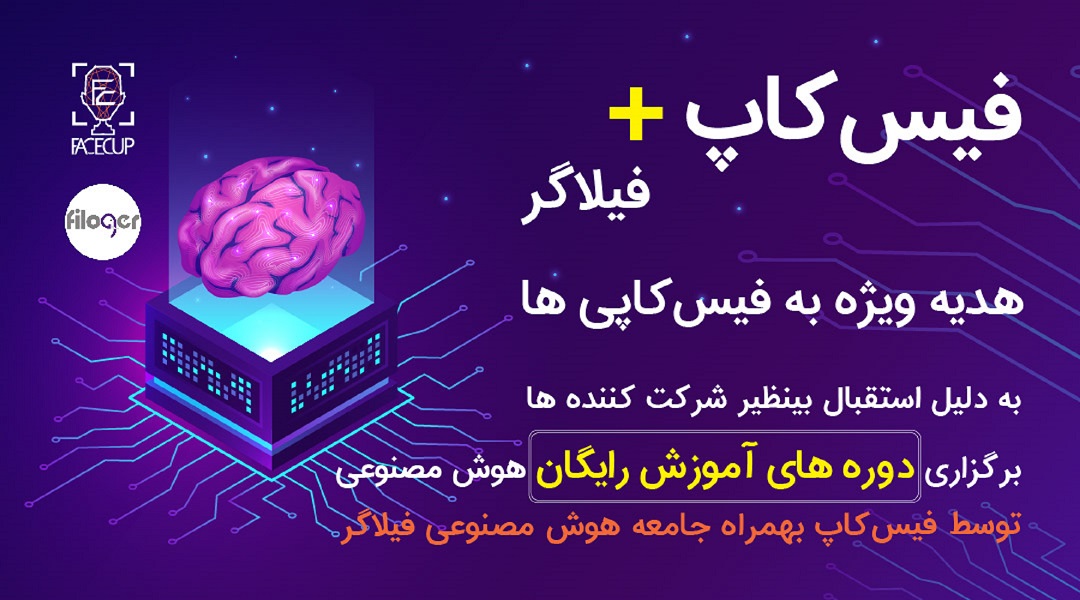 FACECUP
filoger
فیس‌کاپ +
فیلاگر
هدیه ویژه به فیس‌کاپی ها
به دلیل استقبال بینظیر شرکت کننده ها
برگزاری دوره های آموزش رایگان هوش مصنوعی
توسط فیس‌کاپ بهمراه جامعه هوش مصنوعی فیلاگر